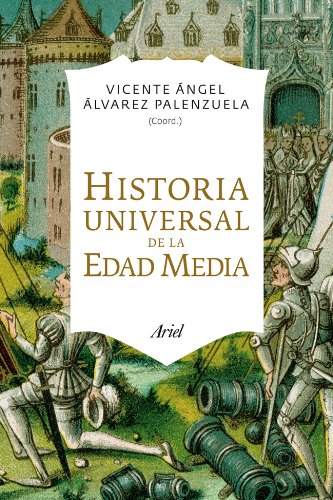 VICENTE ÁNGEL
ÁLVAREZ PALENZUELA
(Coord.)
HISTORIA
UNIVERSAL
DE LA
EDAD MEDIA
Ariel